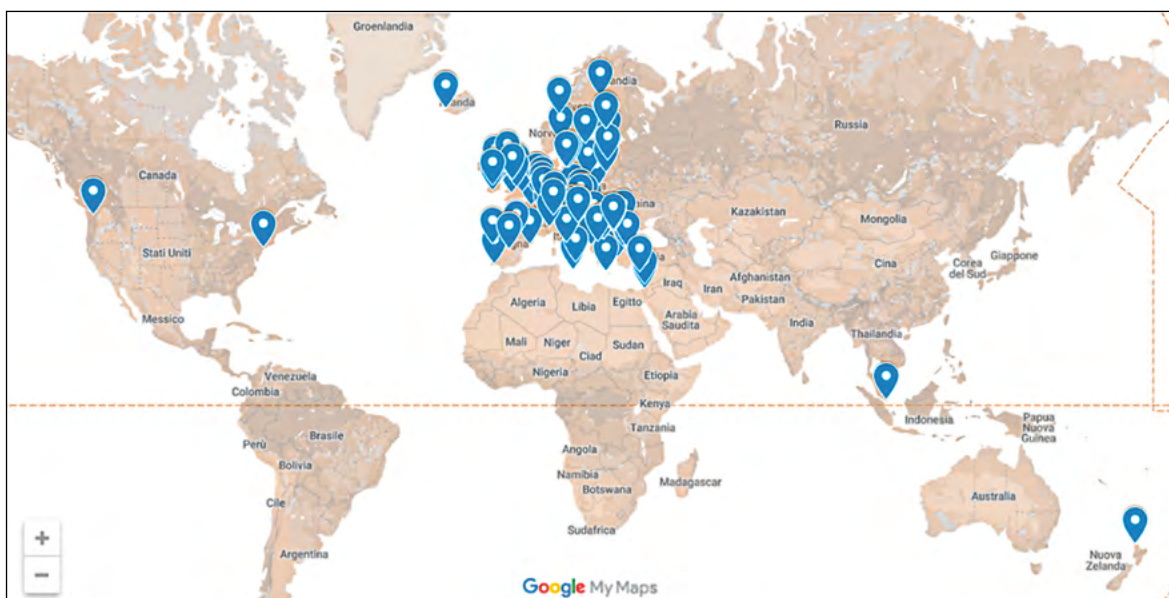 Groenlandia
Canada
Russia
Kazakistan
Mongolia
Stati Uniti
Corea
del Sud
Giappone
Cina
Afghanistan
Iraq
Iran
Pakistan
Algeria
Libia
Egitto
Arabia
Saudita
India
Messico
Mali
Niger
Ciad
Sudan
Thailandia
Nigeria
Etiopia
Venezuela
Colombia
Kenya
Indonesia
Papua
Nuova
Guinea
Tanzania
Perù
Brasile
Angola
Bolivia
Namibia
Botswana
Madagascar
Australia
Cile
Sudafrica
Argentina
Nuova
Zelanda
+
−
Google My Maps